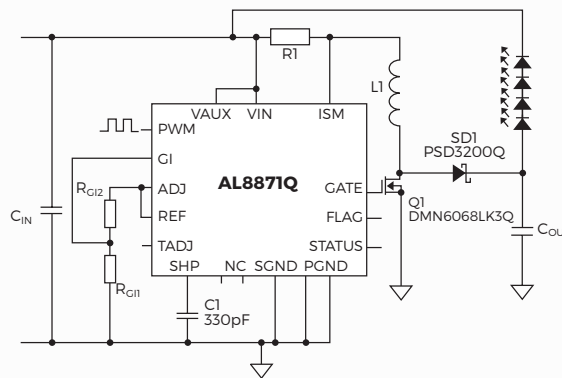 R1
L1
VAUX VIN ISM
PWM
GI
AL8871Q
SD1
PSD3200Q
RGI2
ADJ
GATE
CIN
REF
FLAG
Q1
DMN6068LK3Q
TADJ
STATUS
COU
SHP NC SGND PGND
RGI1
C1
330pF